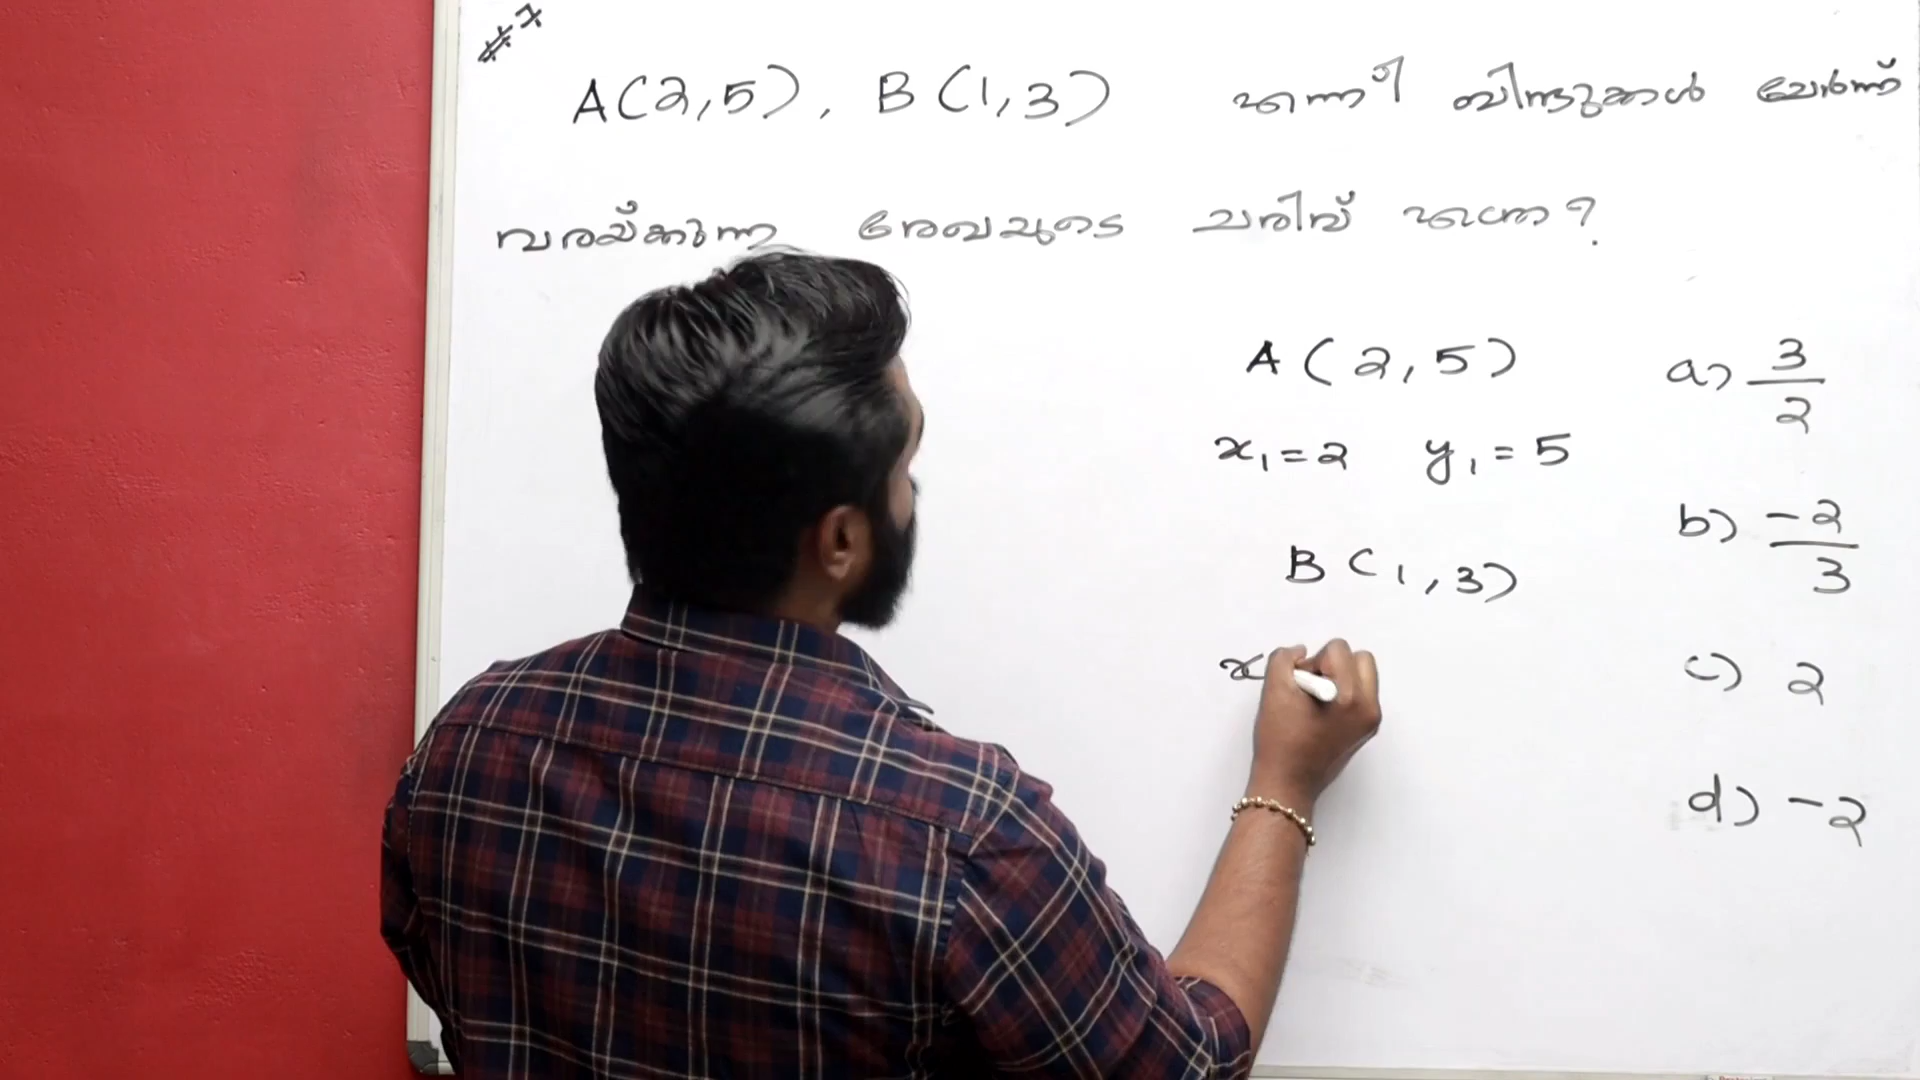 A(2,5), B(1,3) എന്നീ ബിന്ദുക്കൾ ചേർന്ന്
വരയ്ക്കുന്ന രേഖയുടെ ചരിവ് എത്ര?
A(2,5)
x₁=2 y₁=5
B(1,3)
x
a) 3/2
b) -2/3
c) 2
d) -2